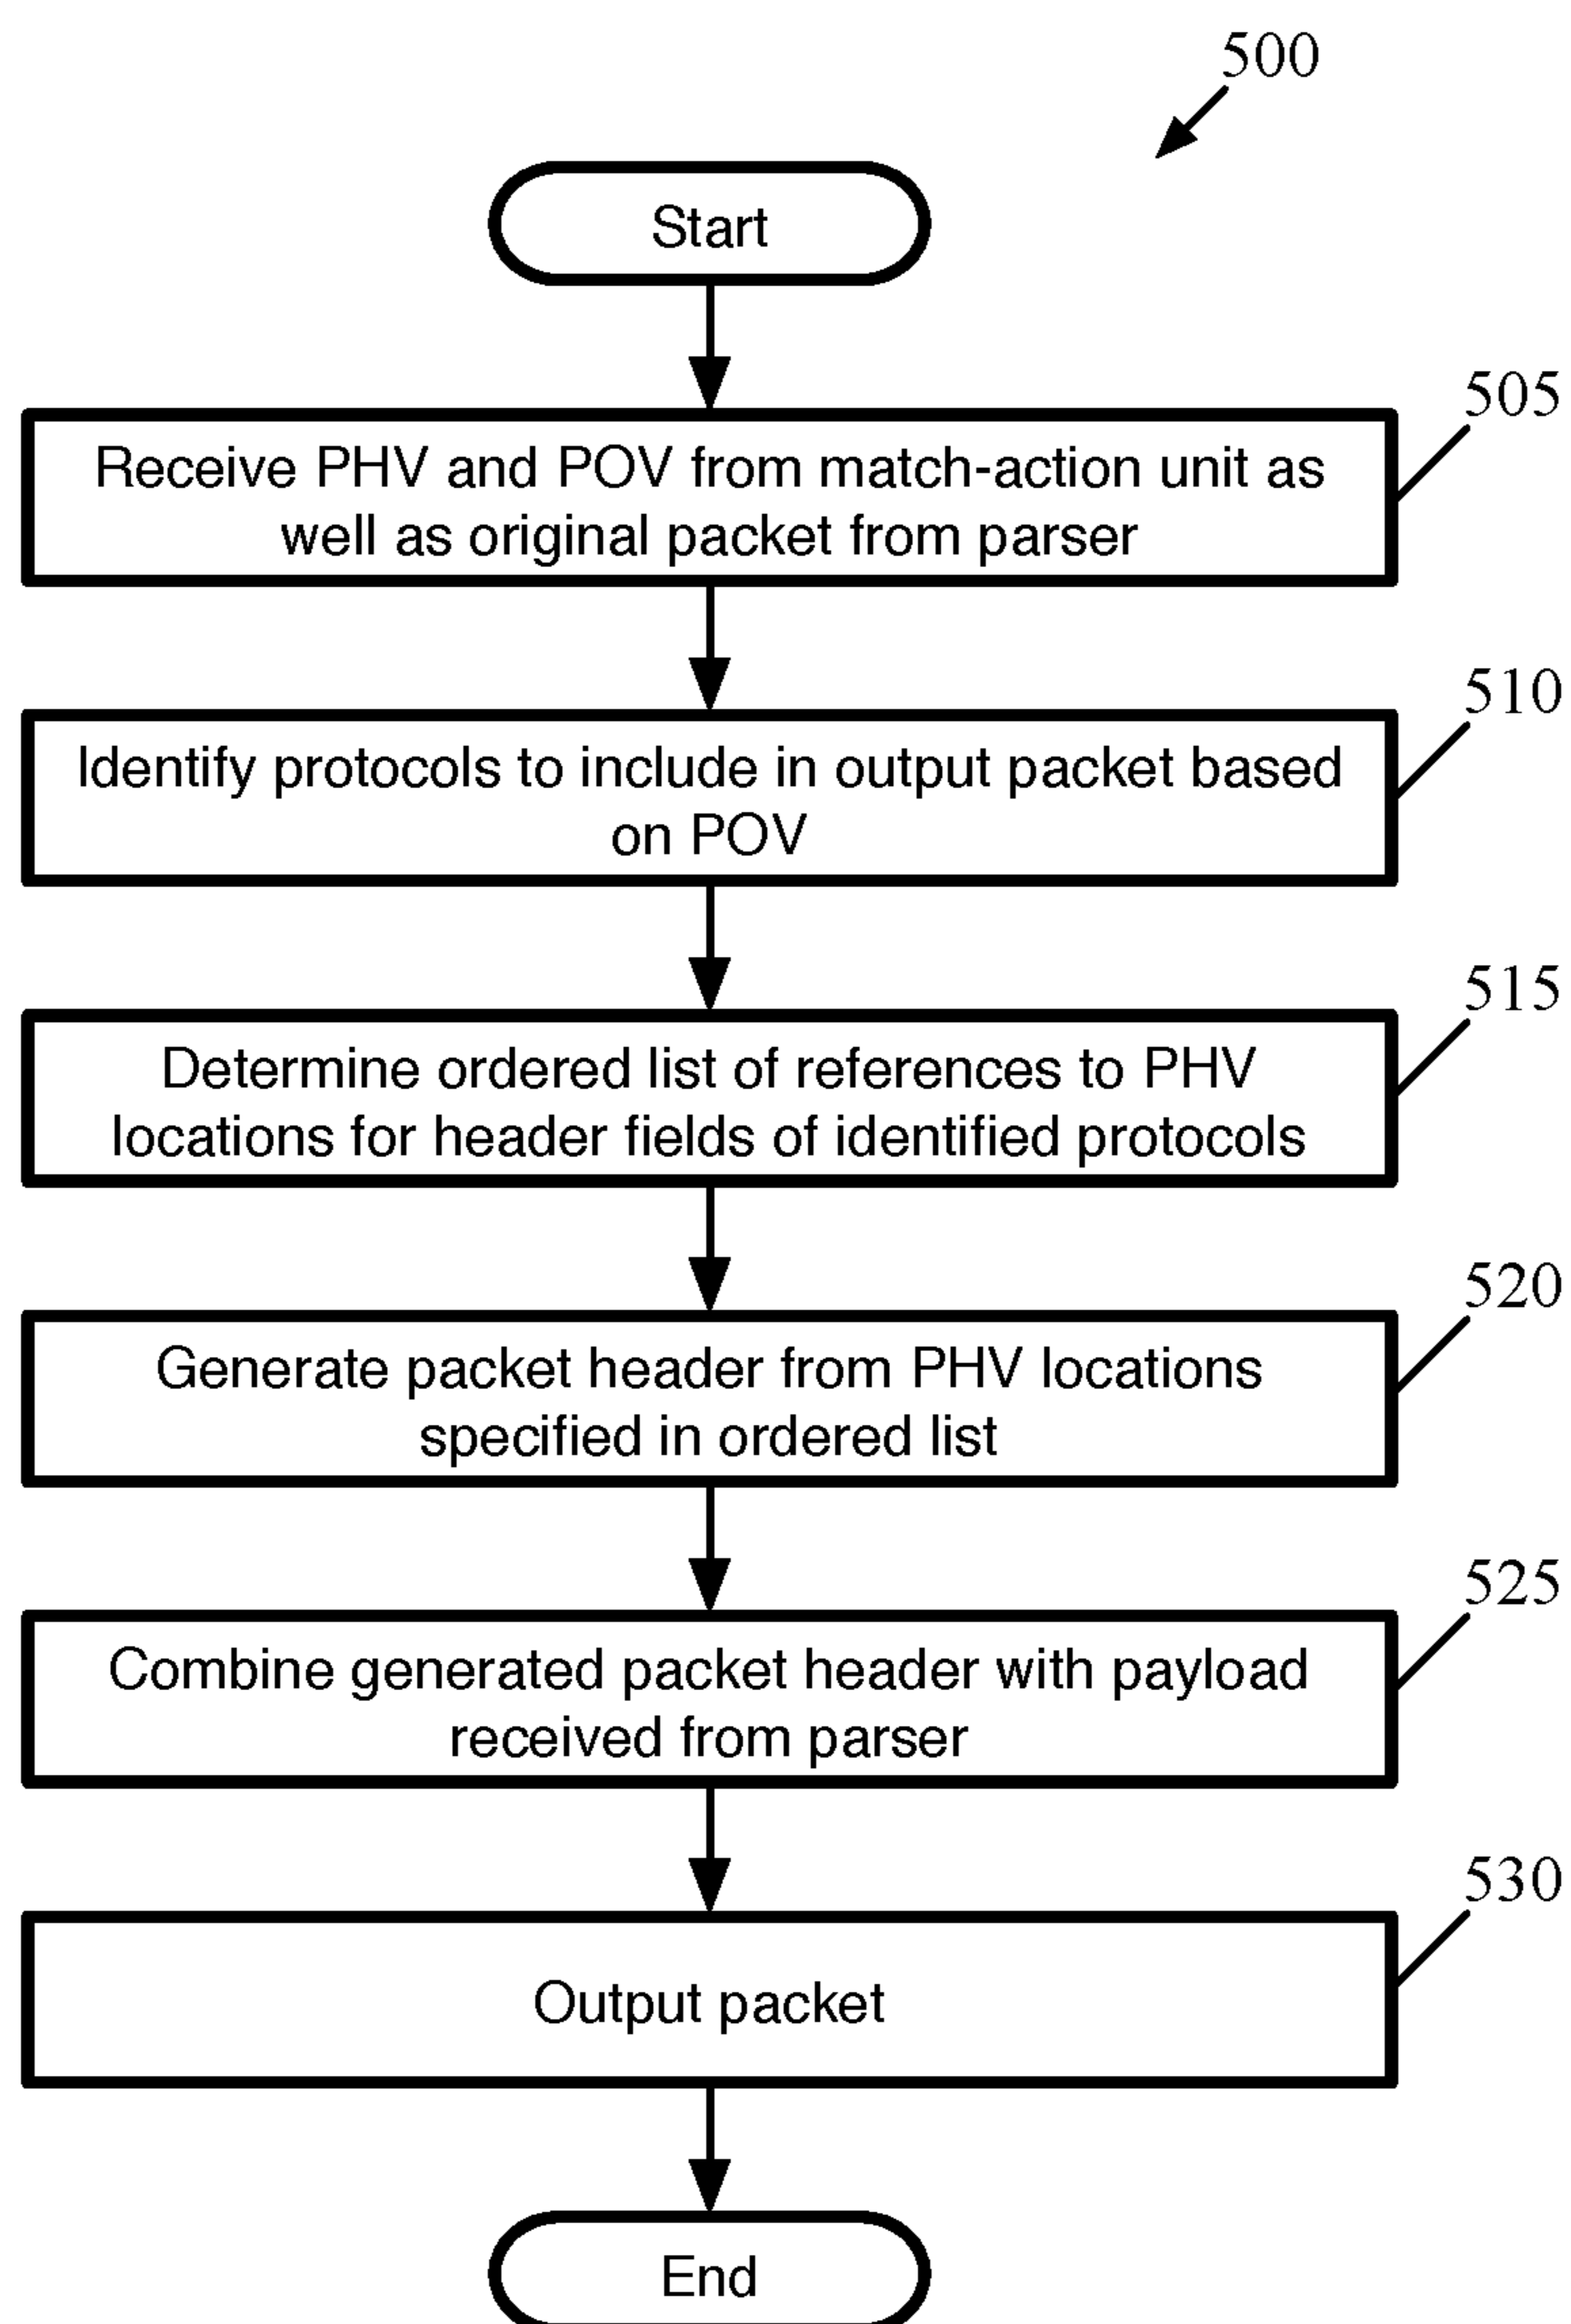 500
Start
505
Receive PHV and POV from match-action unit as
well as original packet from parser
510
Identify protocols to include in output packet based
on POV
515
Determine ordered list of references to PHV
locations for header fields of identified protocols
520
Generate packet header from PHV locations
specified in ordered list
525
Combine generated packet header with payload
received from parser
530
Output packet
End